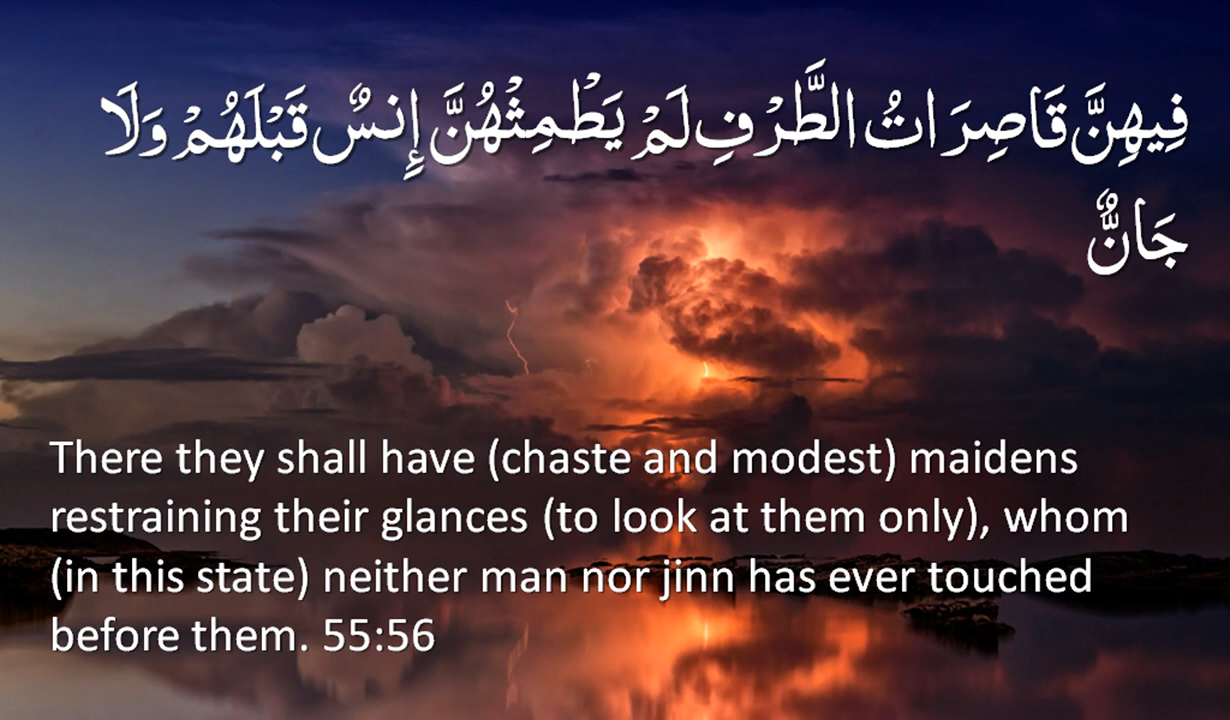 فِيهِنَّ قَاصِرَاتُ الطَّرْفِ لَمْ يَطْمِثْهُنَّ إِنسٌ قَبْلَهُمْ وَلَا
جَانٌّ
There they shall have (chaste and modest) maidens
restraining their glances (to look at them only), whom
(in this state) neither man nor jinn has ever touched
before them. 55:56